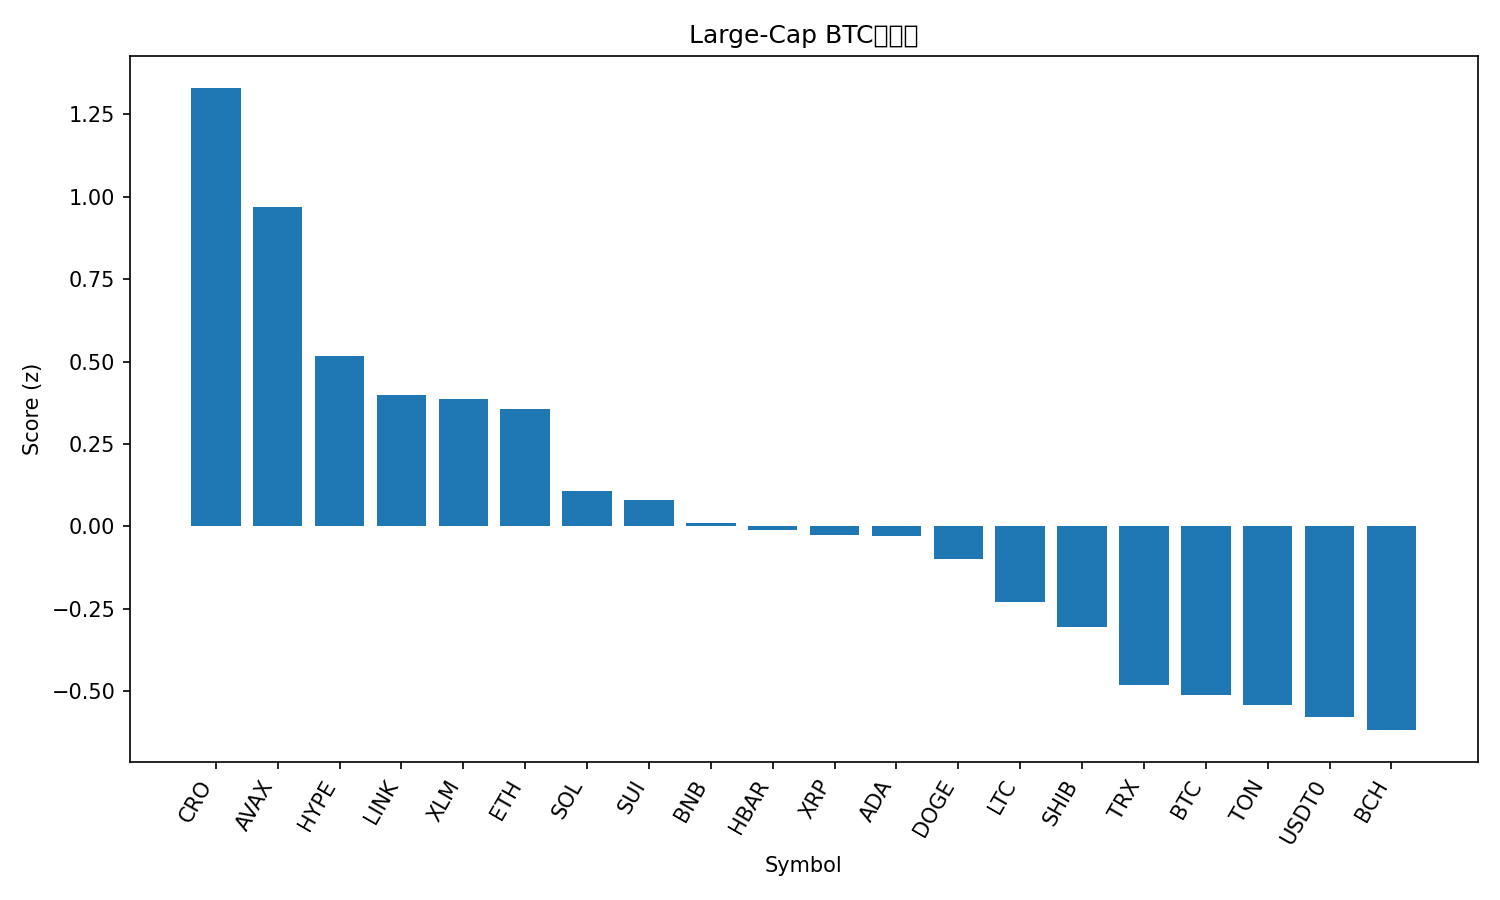 Large-Cap BTC
1.25
1.00
0.75
0.50
0.25
0.00
−0.25
−0.50
Score (z)
CRO
AVAX
HYPE
LINK
XLM
ETH
SOL
SUI
BNB
HBAR
XRP
ADA
DOGE
LTC
SHIB
TRX
BTC
TON
USDT0
BCH
Symbol